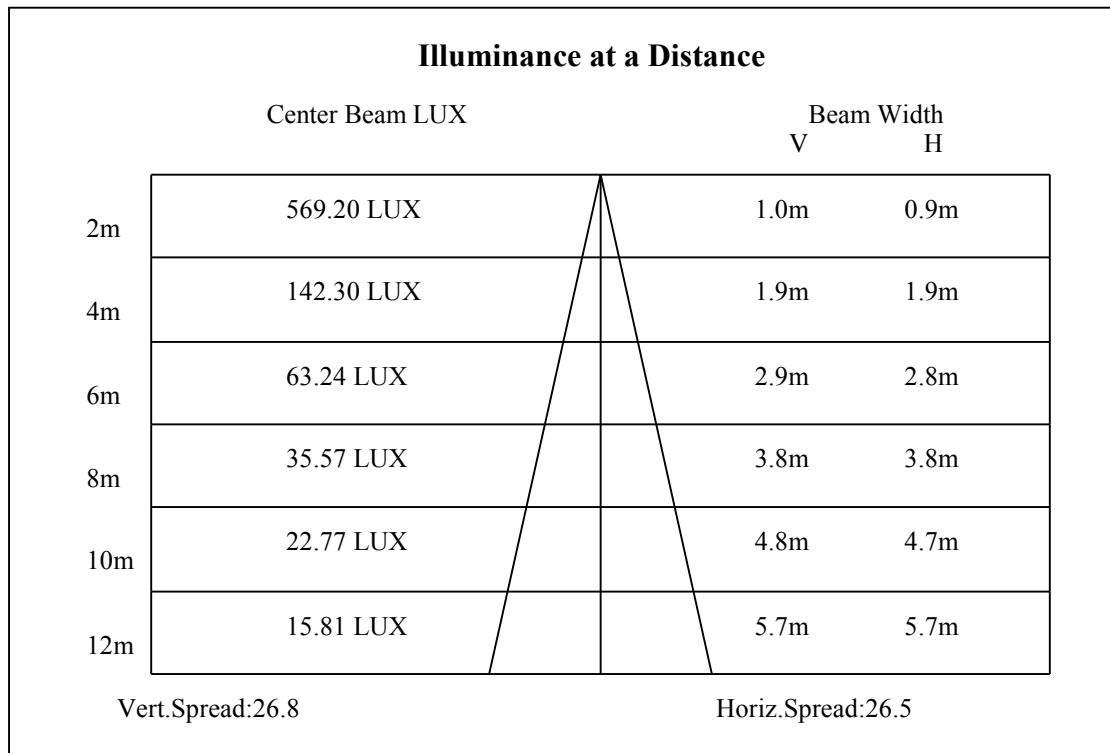 Illuminance at a Distance
Center Beam LUX Beam Width
V H
2m 569.20 LUX 1.0m 0.9m
4m 142.30 LUX 1.9m 1.9m
6m 63.24 LUX 2.9m 2.8m
8m 35.57 LUX 3.8m 3.8m
10m 22.77 LUX 4.8m 4.7m
12m 15.81 LUX 5.7m 5.7m
Vert.Spread:26.8 Horiz.Spread:26.5